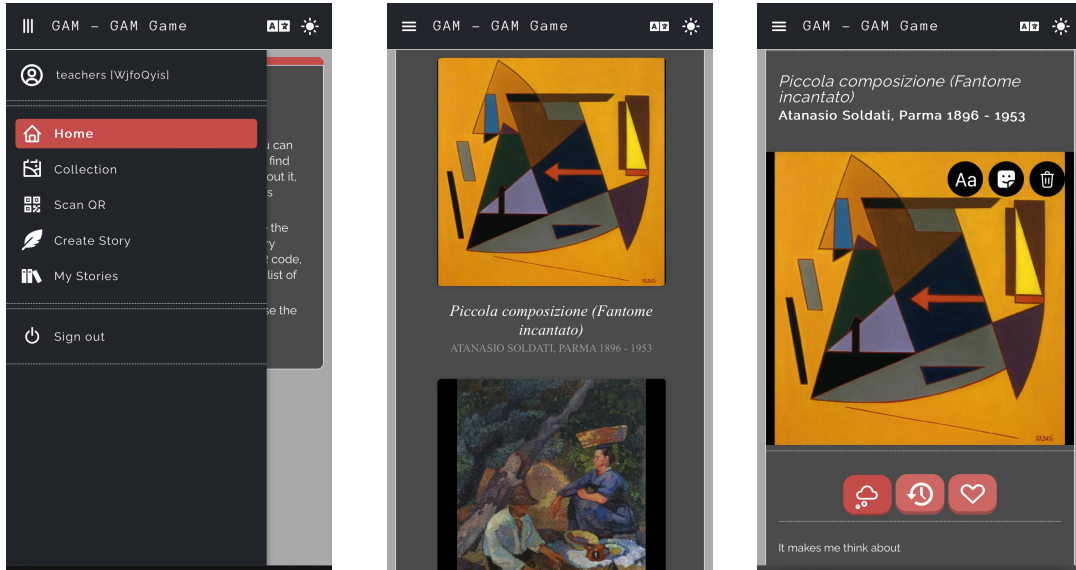 GAM – GAM Game
teachers [WjfoQyis]
Home
Collection
Scan QR
Create Story
My Stories
Sign out
u can
find
out it,
s
the
ry
R code,
list of
se the
GAM – GAM Game
Piccola composizione (Fantome
incantato)
ATANASIO SOLDATI, PARMA 1896 - 1953
GAM – GAM Game
Piccola composizione (Fantome
incantato)
Atanasio Soldati, Parma 1896 - 1953
Aa
SOLDATI
It makes me think about